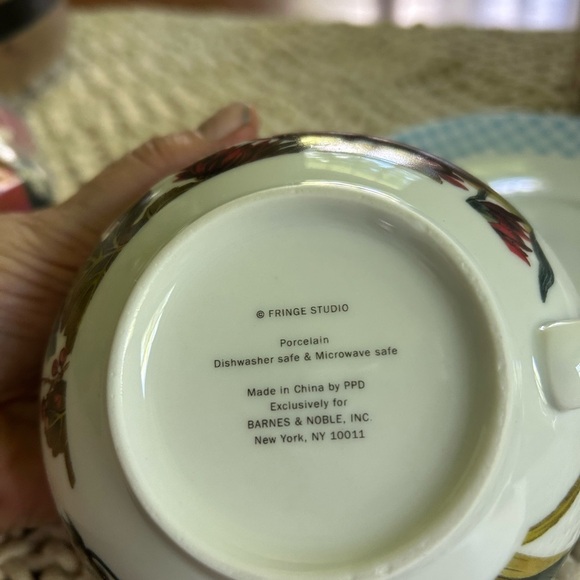 © FRINGE STUDIO
Porcelain
Dishwasher safe & Microwave safe
Made in China by PPD
Exclusively for
BARNES & NOBLE, INC.
New York, NY 10011